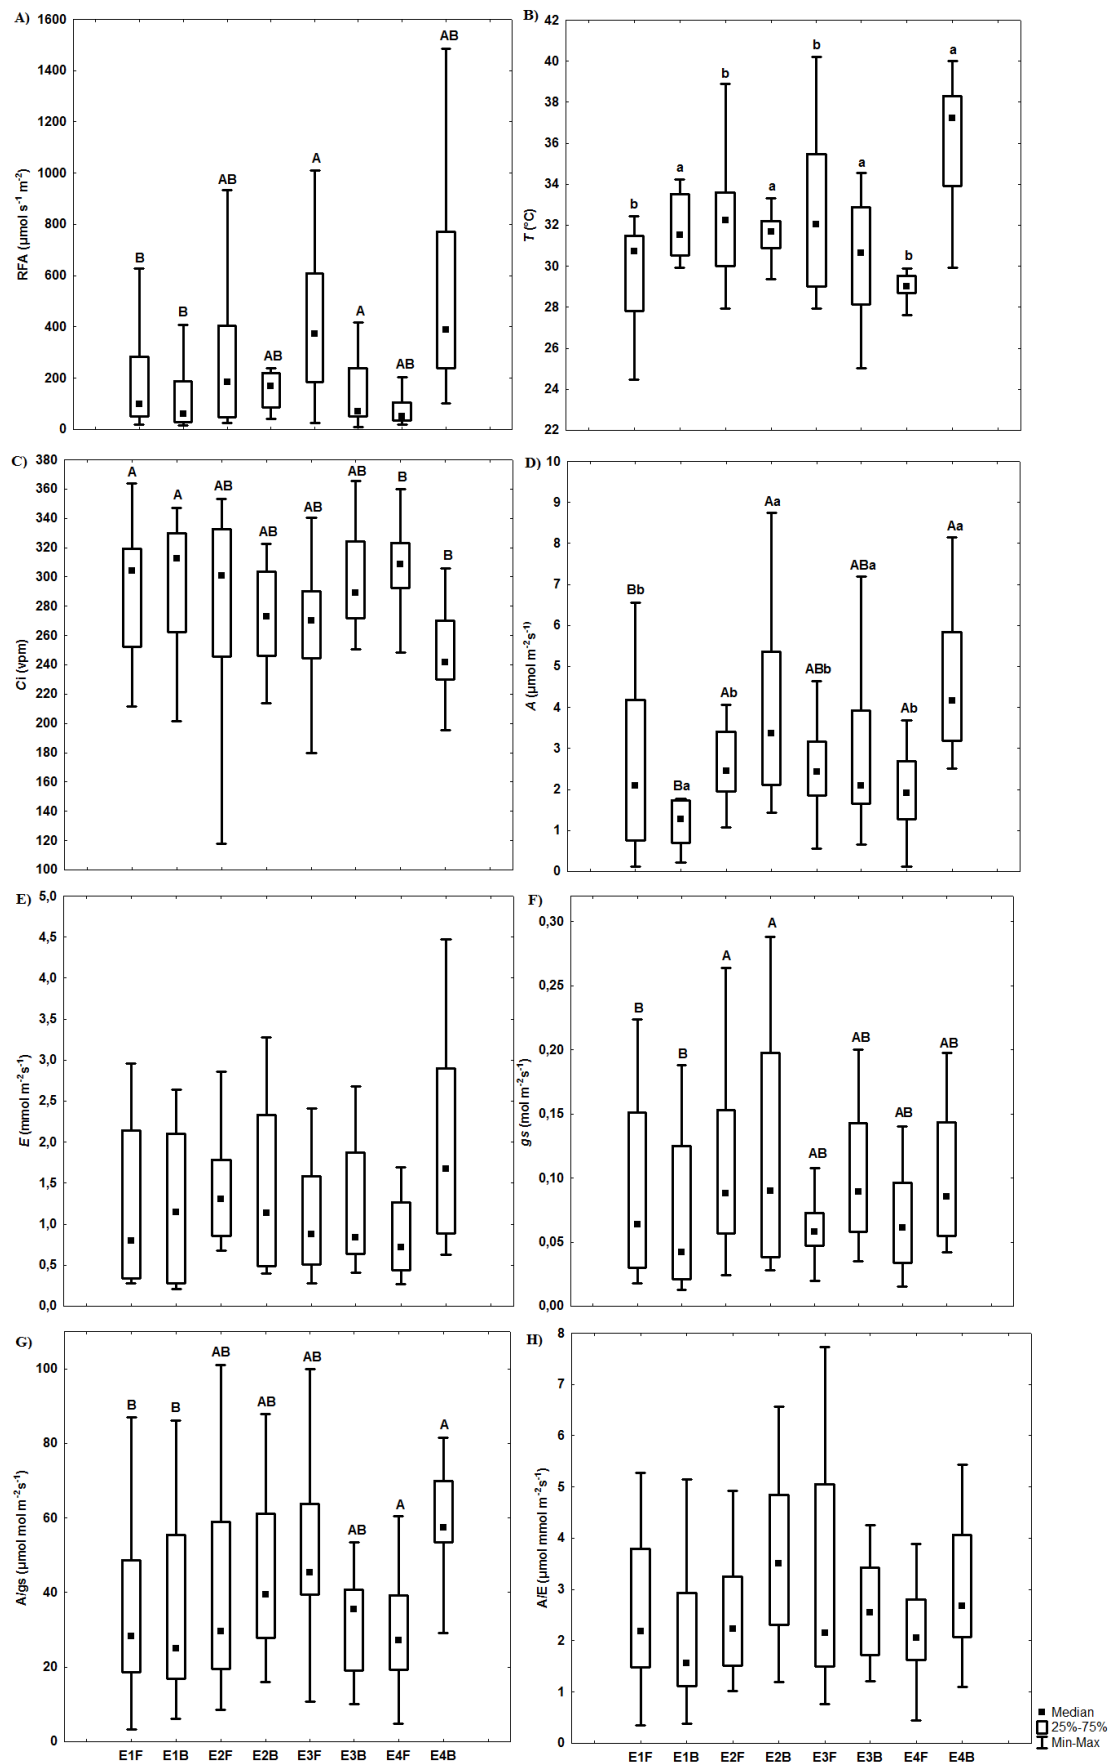 A)
1600
1400
1200
1000
800
600
400
200
0
RFA (µmol s⁻¹ m⁻²)
B
B
AB
AB
A
A
AB
AB
B)
42
40
38
36
34
32
30
28
26
24
22
T (°C)
b
a
b
a
b
a
b
a
C)
380
360
340
320
300
280
260
240
220
200
180
160
140
120
100
Ci (vpm)
A
A
AB
AB
AB
AB
B
B
D)
10
9
8
7
6
5
4
3
2
1
0
A (µmol m⁻²s⁻¹)
Bb
Ba
Ab
Aa
ABb
ABa
Ab
Aa
E)
5,0
4,5
4,0
3,5
3,0
2,5
2,0
1,5
1,0
0,5
0,0
E (mmol m⁻²s⁻¹)
F)
0,30
0,25
0,20
0,15
0,10
0,05
0,00
gs (mol m⁻²s⁻¹)
B
B
A
A
AB
AB
AB
AB
G)
100
80
60
40
20
0
A/gs (µmol mol m⁻²s⁻¹)
B
B
AB
AB
AB
AB
A
A
E1F E1B E2F E2B E3F E3B E4F E4B
H)
8
7
6
5
4
3
2
1
0
A/E (µmol mmol m⁻²s⁻¹)
E1F E1B E2F E2B E3F E3B E4F E4B
Median
25%-75%
Min-Max